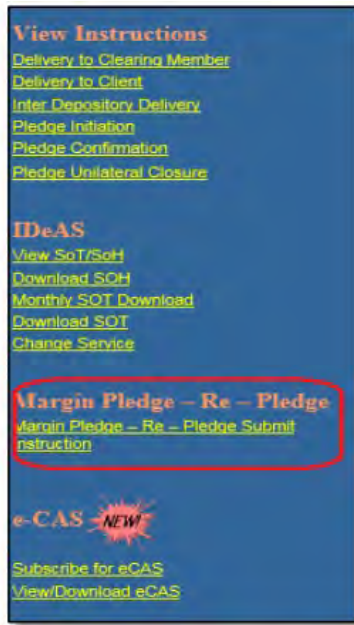 View Instructions
Delivery to Clearing Member
Delivery to Client
Inter Depository Delivery
Pledge Initiation
Pledge Confirmation
Pledge Unilateral Closure
IDeAS
View SoT/SoH
Download SOH
Monthly SOT Download
Download SOT
Change Service
Margin Pledge – Re – Pledge
Margin Pledge – Re – Pledge Submit
Instruction
e-CAS NEW!
Subscribe for eCAS
View/Download eCAS